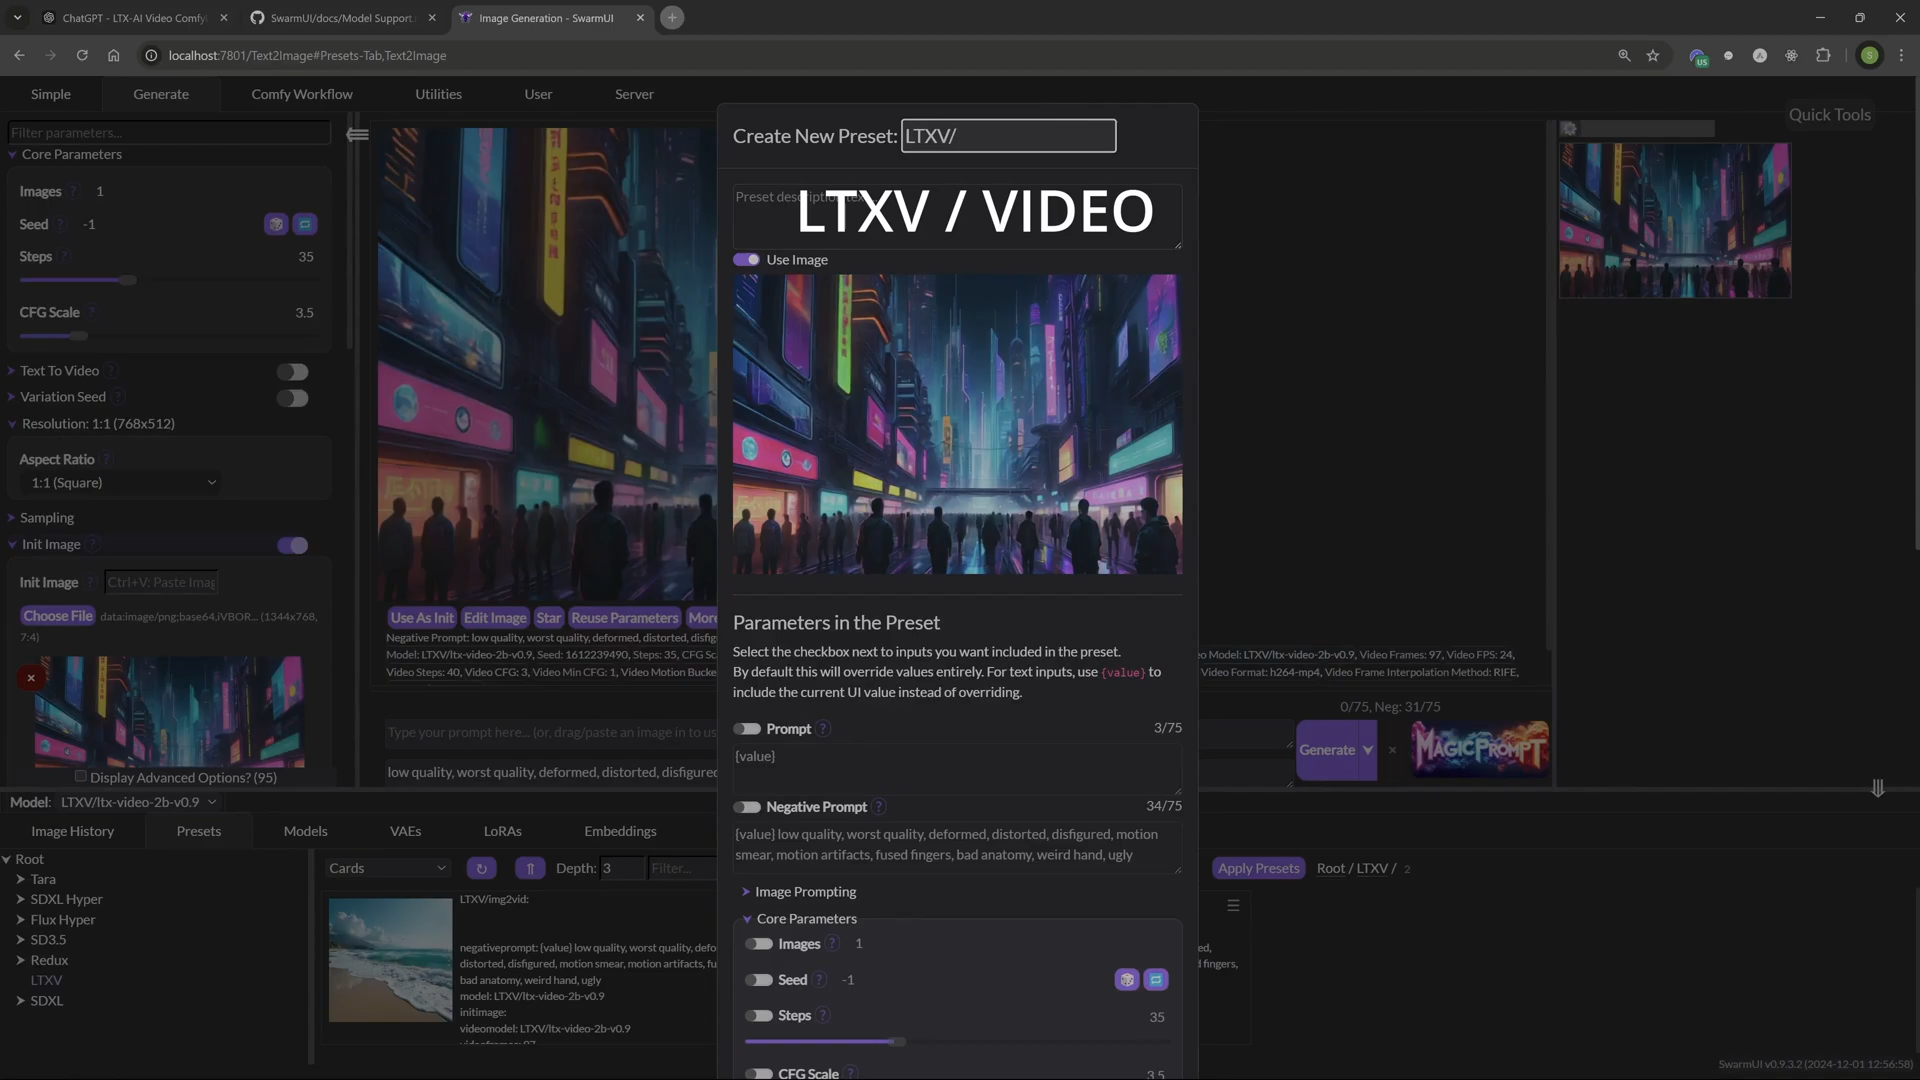 ChatGPT - LTX-AI Video Comfy
SwarmUI/docs/Model Support.
Image Generation - SwarmUI
localhost:7801/Text2Image#Presets-Tab,Text2Image
US
S
Simple
Generate
Comfy Workflow
Utilities
User
Server
Quick Tools
Filter parameters...
Core Parameters
Images ? 1
Seed ? -1
Steps ? 35
CFG Scale ? 3.5
Text To Video ?
Variation Seed ?
Resolution: 1:1 (768x512)
Aspect Ratio ?
1:1 (Square)
Sampling
Init Image ?
Init Image ? Ctrl+V: Paste Imag
Choose File data:image/png;base64,iVBOR... (1344x768,
7:4)
Display Advanced Options? (95)
Use As Init
Edit Image
Star
Reuse Parameters
More
Negative Prompt: low quality, worst quality, deformed, distorted, disfig
Model: LTXV/ltx-video-2b-v0.9, Seed: 1612239490, Steps: 35, CFG Sc
Video Steps: 40, Video CFG: 3, Video Min CFG: 1, Video Motion Bucke
o Model: LTXV/ltx-video-2b-v0.9, Video Frames: 97, Video FPS: 24,
Video Format: h264-mp4, Video Frame Interpolation Method: RIFE,
Type your prompt here... (or, drag/paste an image in to us
low quality, worst quality, deformed, distorted, disfigured
0/75, Neg: 31/75
Generate
MAGICPROMPT
Create New Preset: LTXV/
Preset description text...
LTXV / VIDEO
Use Image
Parameters in the Preset
Select the checkbox next to inputs you want included in the preset.
By default this will override values entirely. For text inputs, use {value} to
include the current UI value instead of overriding.
Prompt ? 3/75
{value}
Negative Prompt ? 34/75
{value} low quality, worst quality, deformed, distorted, disfigured, motion
smear, motion artifacts, fused fingers, bad anatomy, weird hand, ugly
Image Prompting
Core Parameters
Images ? 1
Seed ? -1
Steps ? 35
CFG Scale ? 3.5
Model: LTXV/ltx-video-2b-v0.9
Image History
Presets
Models
VAEs
LoRAs
Embeddings
Root
Tara
SDXL Hyper
Flux Hyper
SD3.5
Redux
LTXV
SDXL
Cards
Depth: 3
Filter...
Apply Presets
Root / LTXV / 2
LTXV/img2vid:
negativeprompt: {value} low quality, worst quality, defo
distorted, disfigured, motion smear, motion artifacts, fu
bad anatomy, weird hand, ugly
model: LTXV/ltx-video-2b-v0.9
initimage:
videomodel: LTXV/ltx-video-2b-v0.9
videoframes: 97
d,
d fingers,
SwarmUI v0.9.3.2 (2024-12-01 12:56:58)